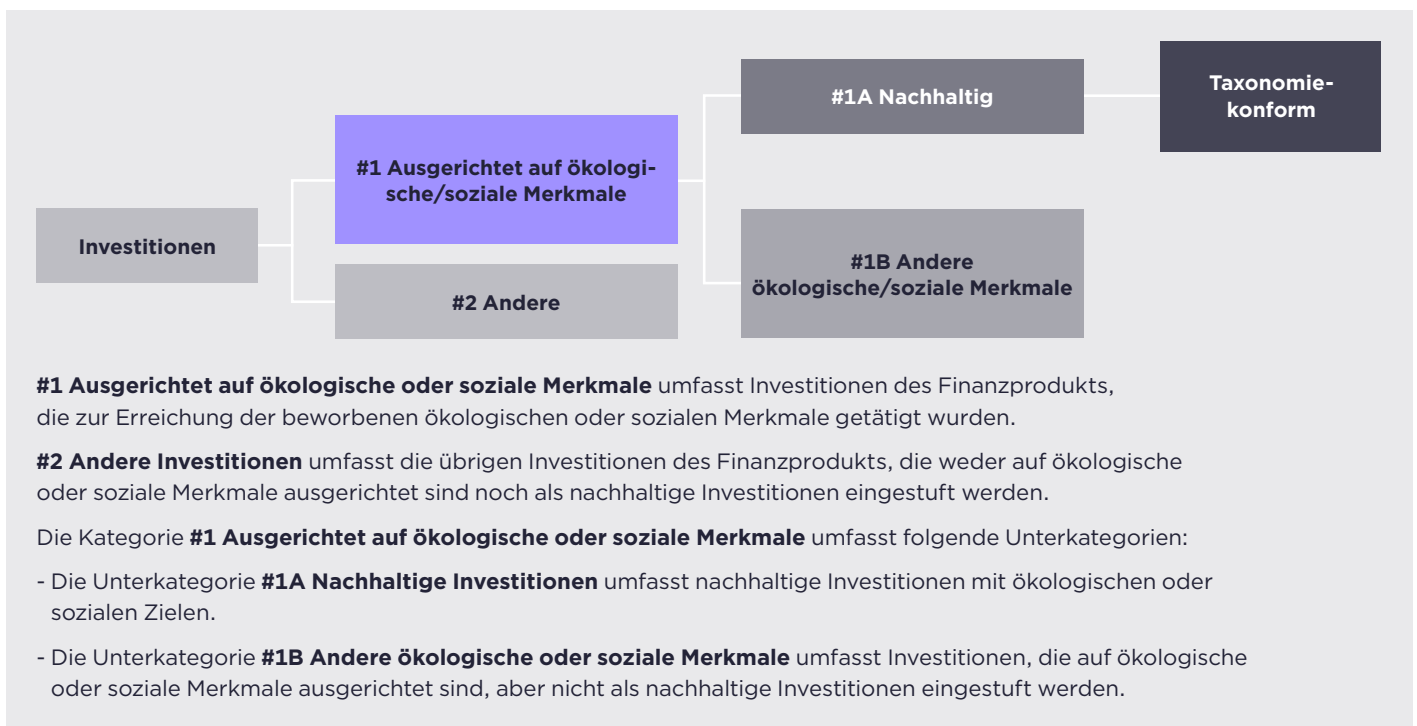 Investitionen
#1 Ausgerichtet auf ökologi-
sche/soziale Merkmale
#2 Andere
#1A Nachhaltig
#1B Andere
ökologische/soziale Merkmale
Taxonomie-
konform
#1 Ausgerichtet auf ökologische oder soziale Merkmale umfasst Investitionen des Finanzprodukts,
die zur Erreichung der beworbenen ökologischen oder sozialen Merkmale getätigt wurden.
#2 Andere Investitionen umfasst die übrigen Investitionen des Finanzprodukts, die weder auf ökologische
oder soziale Merkmale ausgerichtet sind noch als nachhaltige Investitionen eingestuft werden.
Die Kategorie #1 Ausgerichtet auf ökologische oder soziale Merkmale umfasst folgende Unterkategorien:
- Die Unterkategorie #1A Nachhaltige Investitionen umfasst nachhaltige Investitionen mit ökologischen oder
sozialen Zielen.
- Die Unterkategorie #1B Andere ökologische oder soziale Merkmale umfasst Investitionen, die auf ökologische
oder soziale Merkmale ausgerichtet sind, aber nicht als nachhaltige Investitionen eingestuft werden.